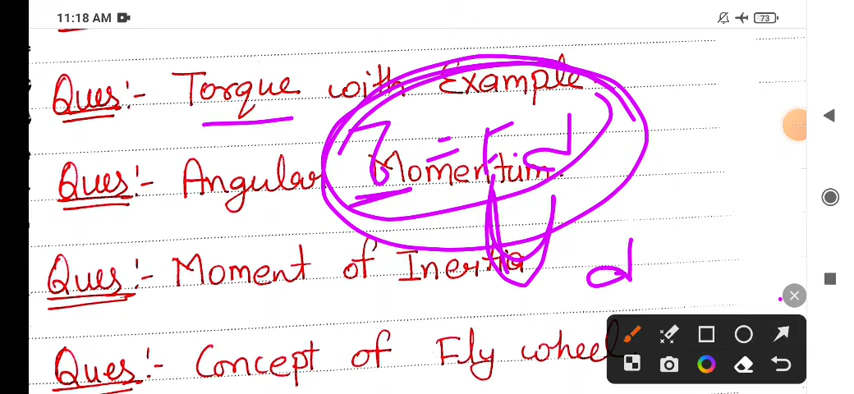 11:18 AM
73
Ques:- Torque with Example
τ = Fd
Ques:- Angular Momentum.
Ques:- Moment of Inertia
d
Ques:- Concept of Fly wheel